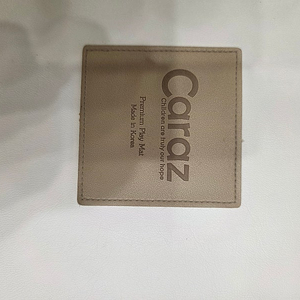 Caraz
Children are truly our hope
Premium Play Mat
Made in Korea